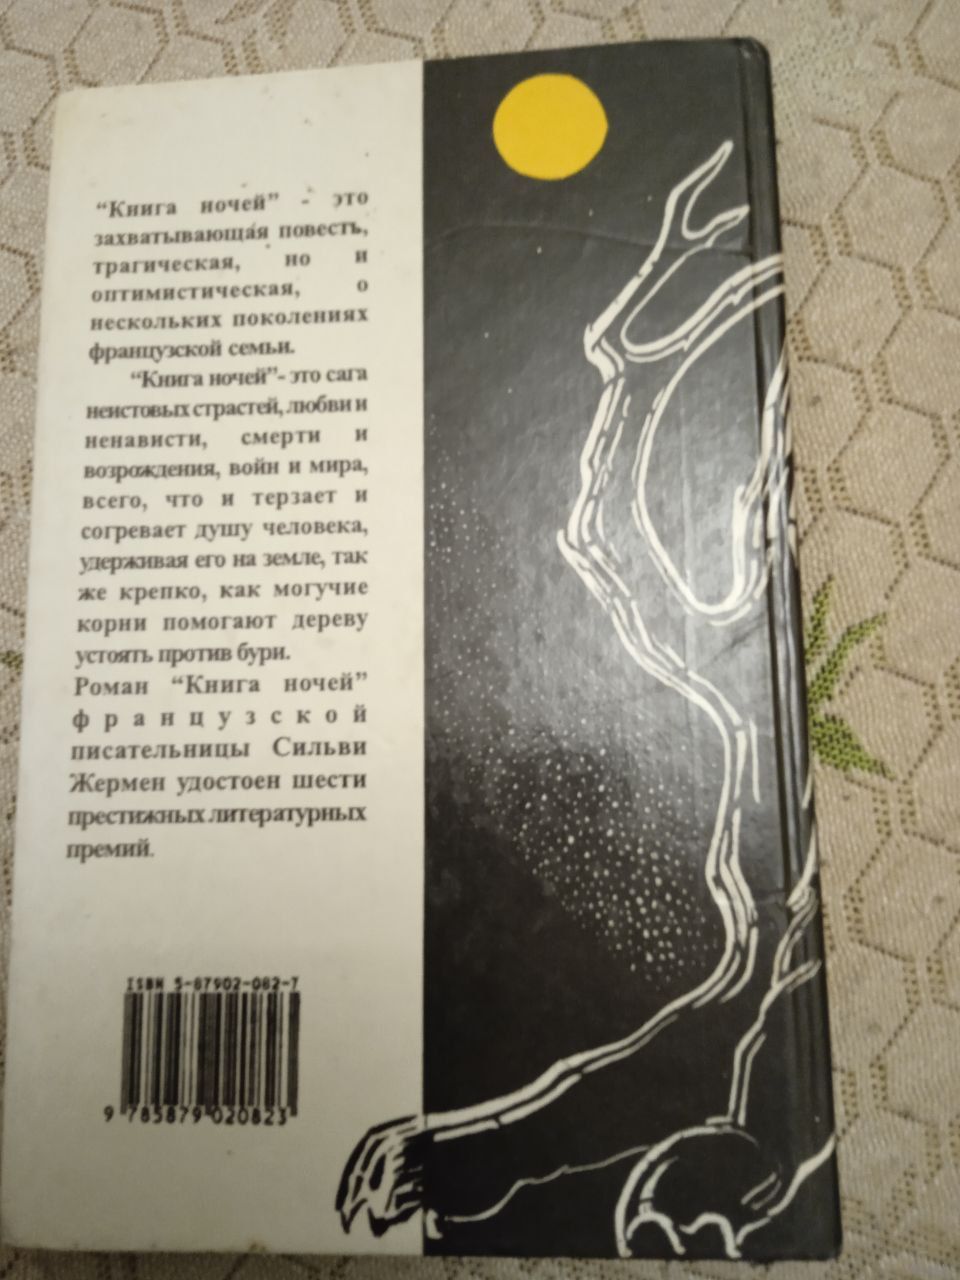 “Книга ночей” - это
захватывающая повесть,
трагическая, но и
оптимистическая, о
нескольких поколениях
французской семьи.
“Книга ночей”- это сага
неистовых страстей, любви и
ненависти, смерти и
возрождения, войн и мира,
всего, что и терзает и
согревает душу человека,
удерживая его на земле, так
же крепко, как могучие
корни помогают дереву
устоять против бури.
Роман “Книга ночей”
французской
писательницы Сильви
Жермен удостоен шести
престижных литературных
премий.
ISBN 5-87902-082-7
9 785879 020823